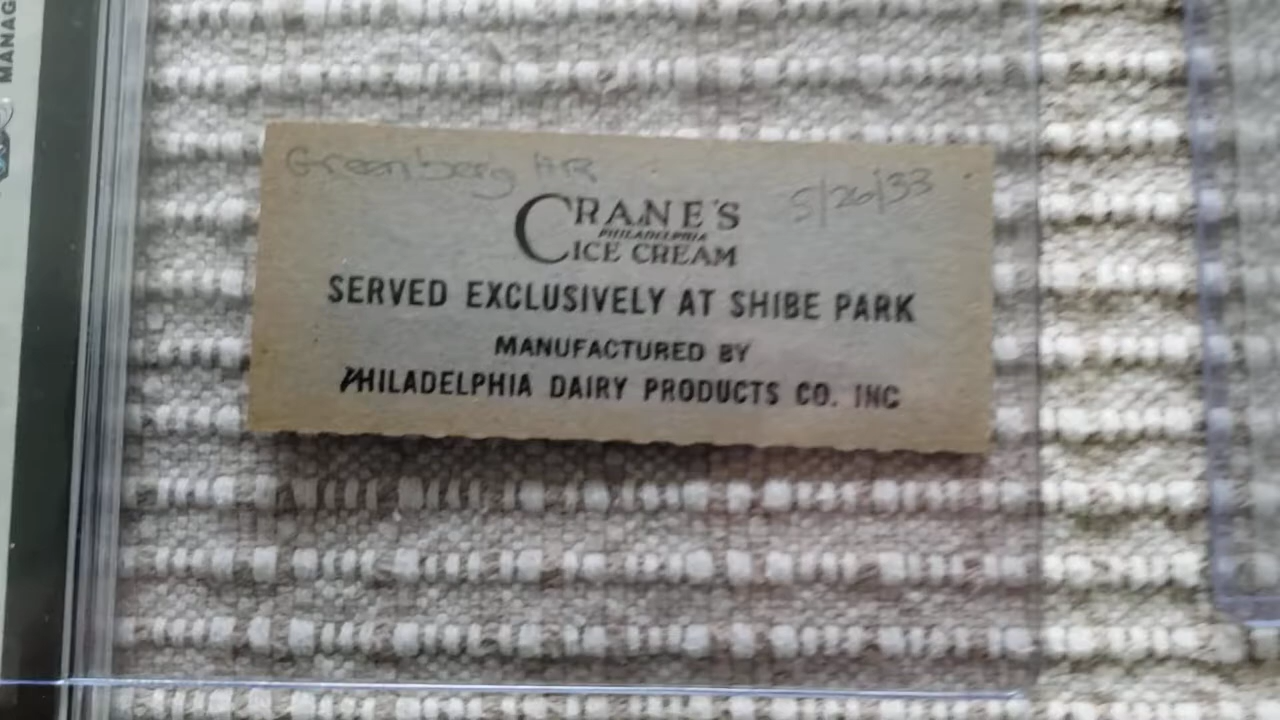 MANAG
Greenberg HR
5/26/33
CRANE'S
PHILADELPHIA
ICE CREAM
SERVED EXCLUSIVELY AT SHIBE PARK
MANUFACTURED BY
PHILADELPHIA DAIRY PRODUCTS CO. INC